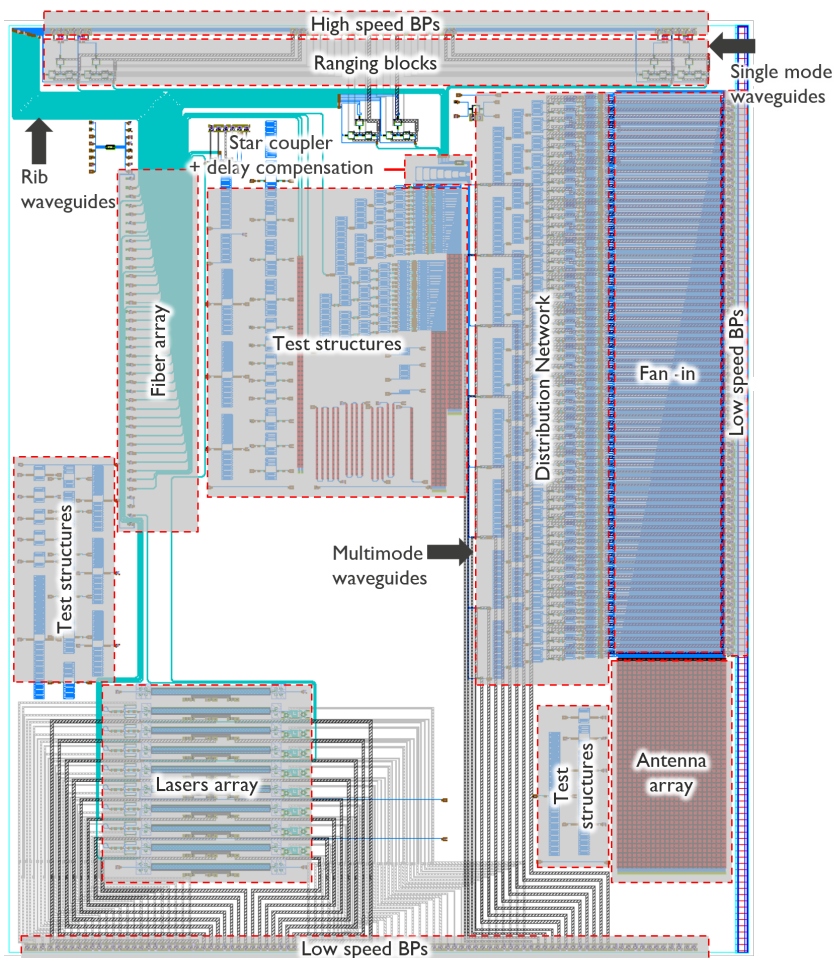 High speed BPs
Ranging blocks
Single mode
waveguides
Star coupler
+ delay compensation
Rib
waveguides
Fiber array
Test structures
Distribution Network
Fan -in
Low speed BPs
Test structures
Multimode
waveguides
Lasers array
Test
structures
Antenna
array
Low speed BPs